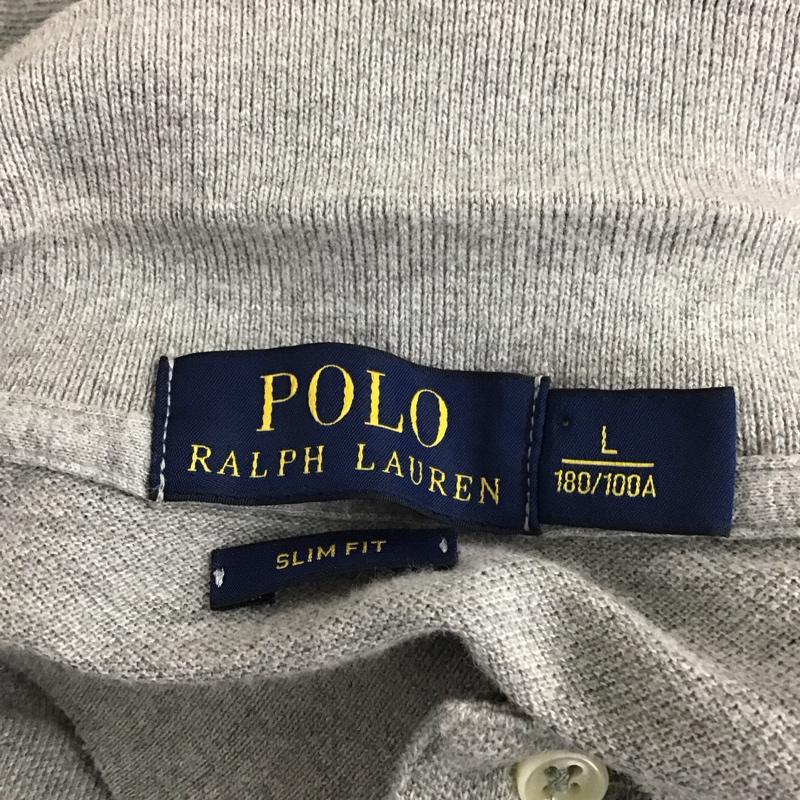 POLO
RALPH LAUREN
L
180/100A
SLIM FIT